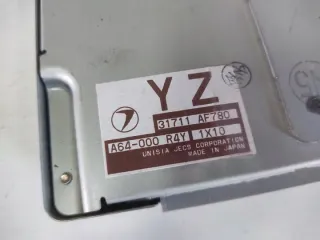 YZ
31711 AF780
A64-000 R4Y 1X10
UNISIA JECS CORPORATION
MADE IN JAPAN